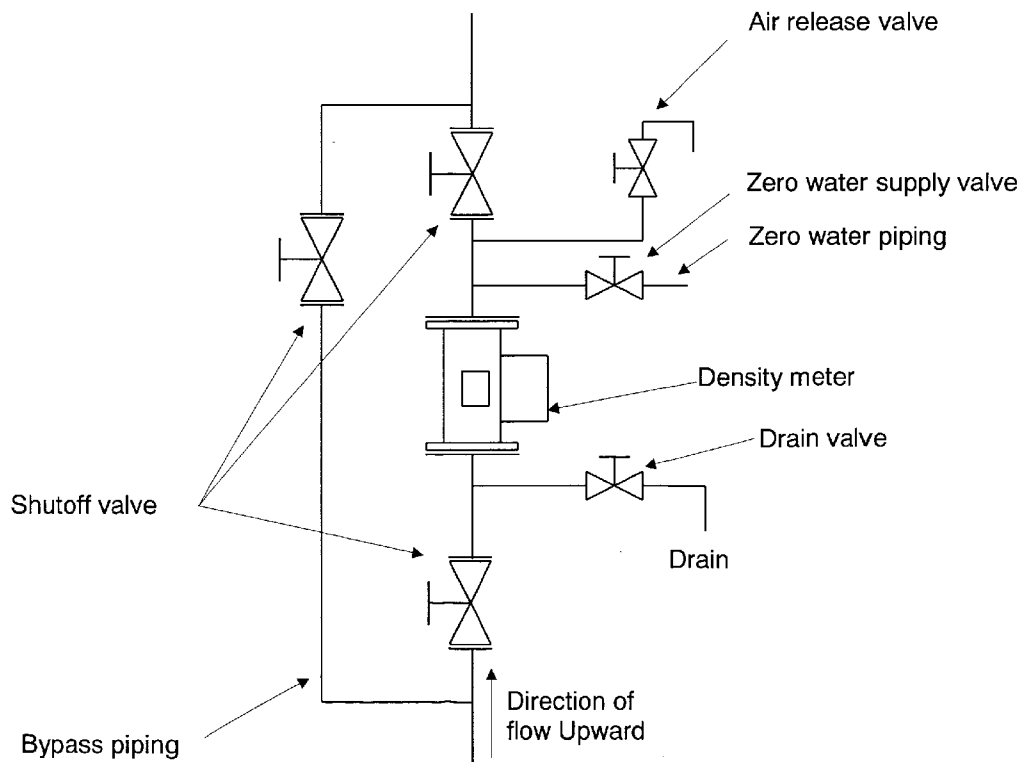 Air release valve
Zero water supply valve
Zero water piping
Density meter
Drain valve
Shutoff valve
Drain
Direction of
flow Upward
Bypass piping